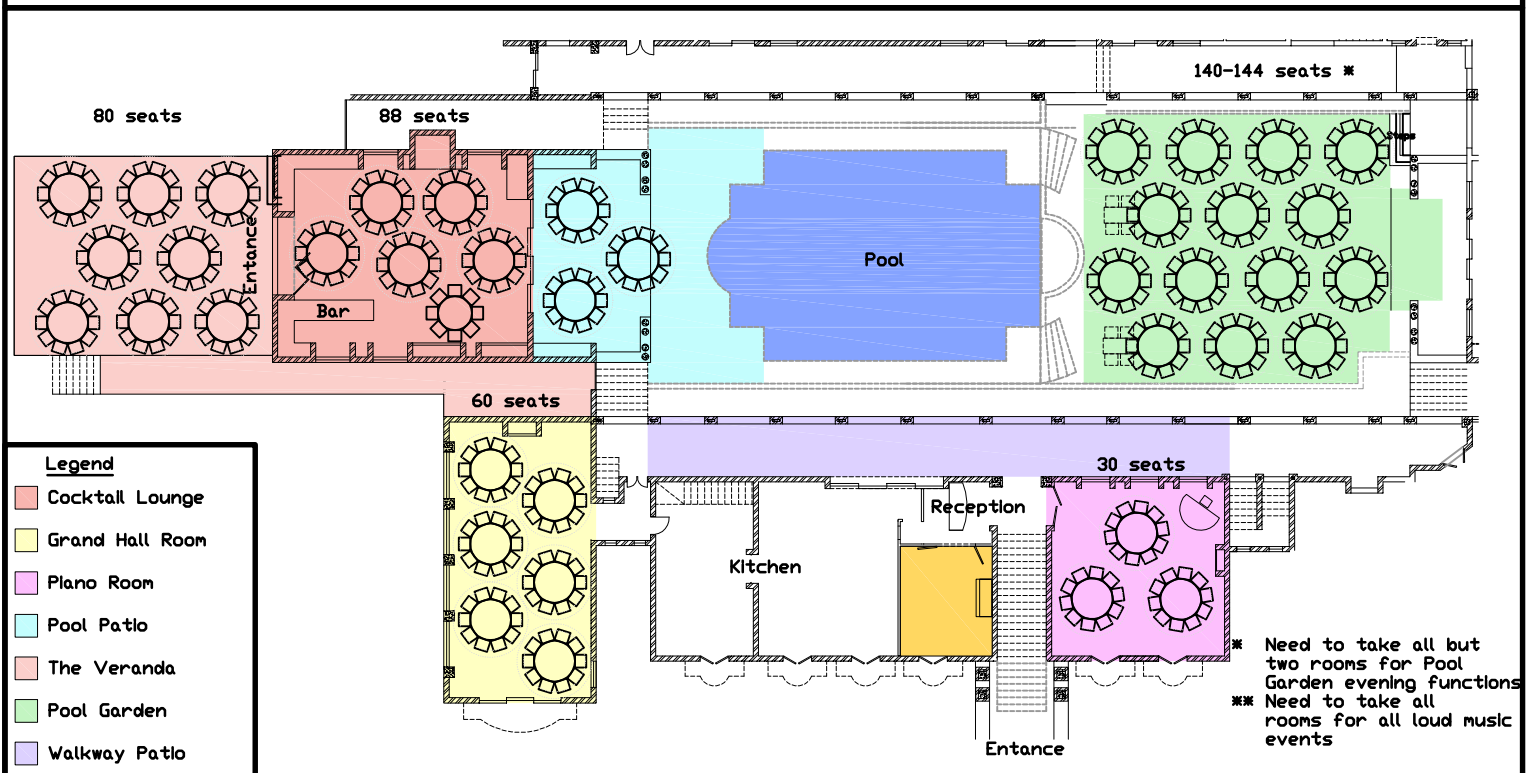 140-144 seats *
80 seats
88 seats
Steps
Entance
Pool
Bar
60 seats
30 seats
Legend
Cocktail Lounge
Grand Hall Room
Piano Room
Pool Patio
The Veranda
Pool Garden
Walkway Patio
Reception
Kitchen
Entance
* Need to take all but
two rooms for Pool
Garden evening functions
** Need to take all
rooms for all loud music
events